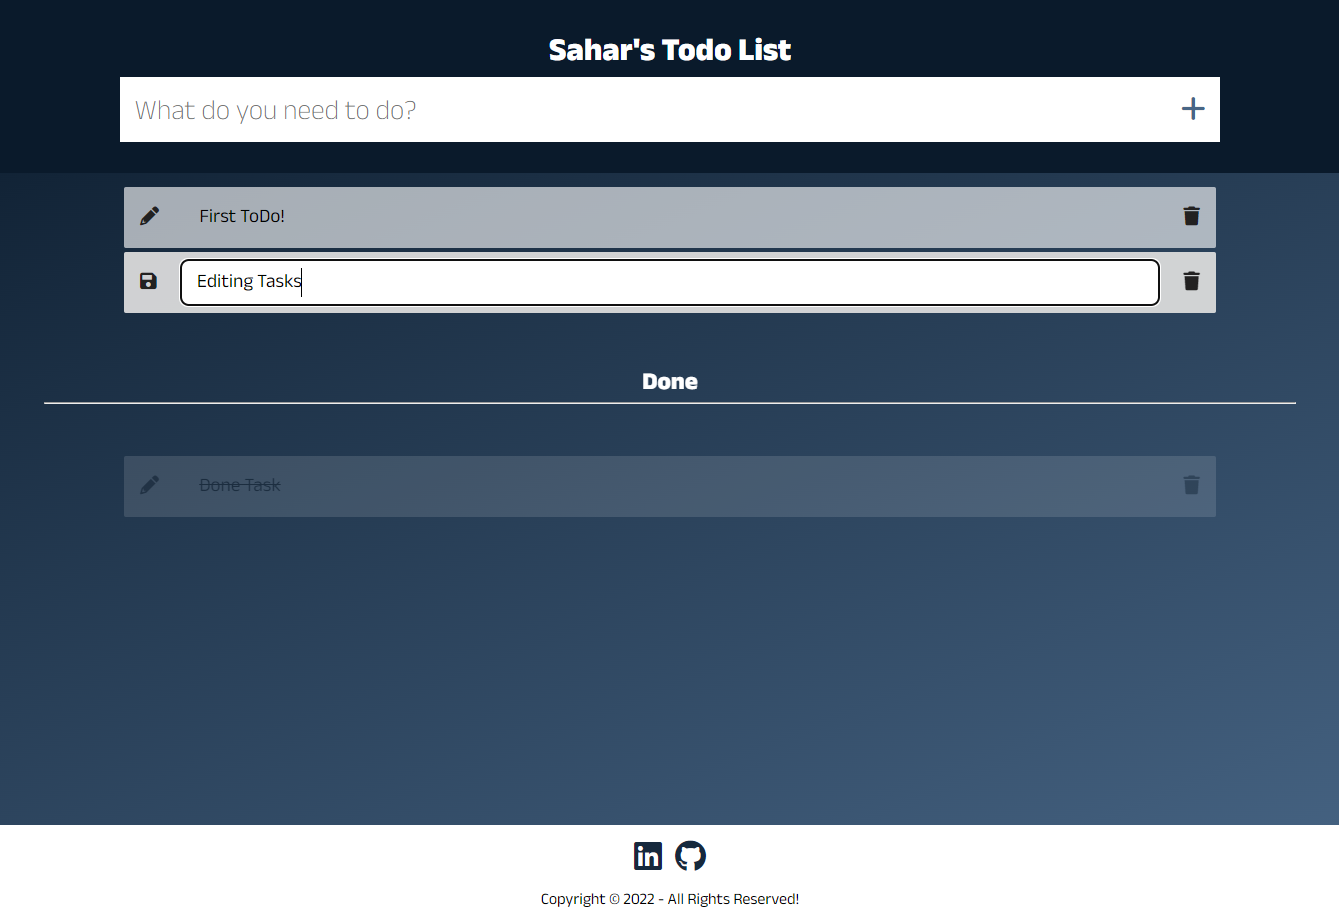 Sahar's Todo List
What do you need to do?
First ToDo!
Editing Tasks
Done
Done Task
in
Copyright © 2022 - All Rights Reserved!